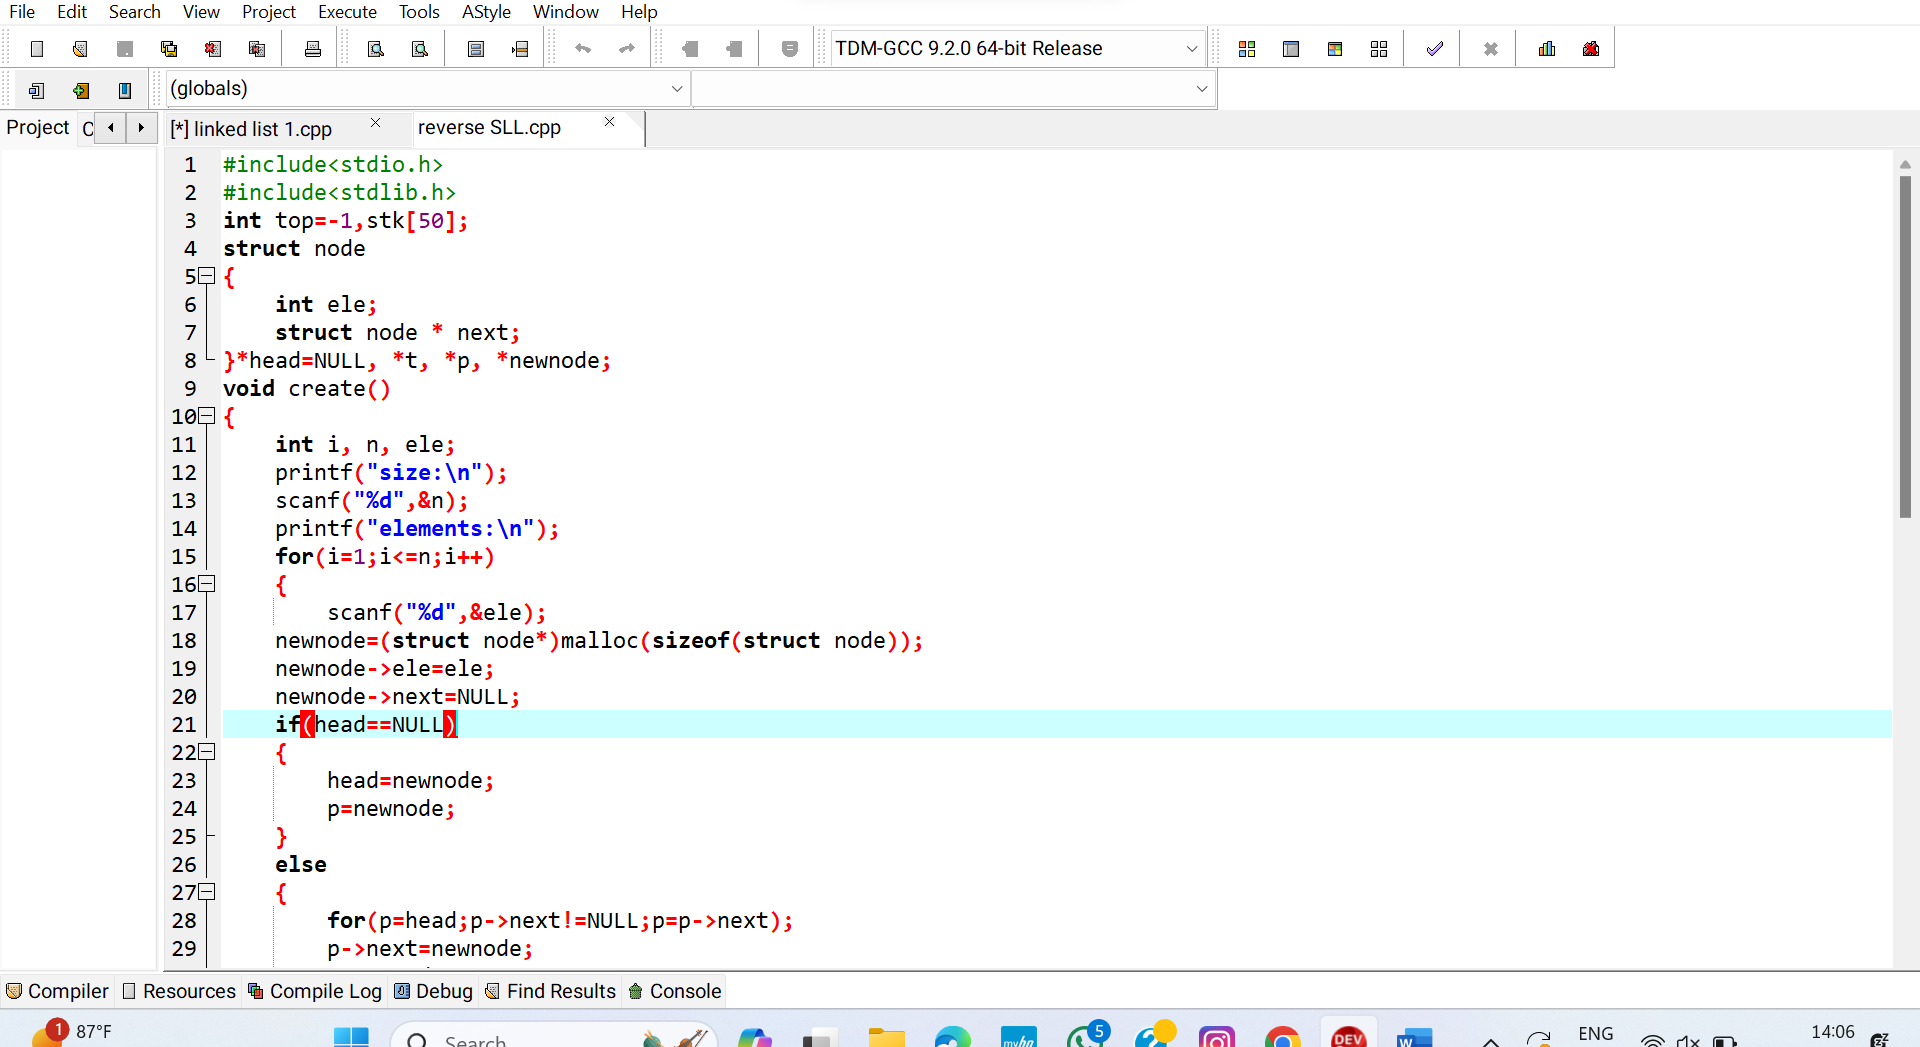 File Edit Search View Project Execute Tools AStyle Window Help
TDM-GCC 9.2.0 64-bit Release
(globals)
Project [*] linked list 1.cpp reverse SLL.cpp
1 #include<stdio.h>
2 #include<stdlib.h>
3 int top=-1,stk[50];
4 struct node
5 {
6 int ele;
7 struct node * next;
8 }*head=NULL, *t, *p, *newnode;
9 void create()
10 {
11 int i, n, ele;
12 printf("size:\n");
13 scanf("%d",&n);
14 printf("elements:\n");
15 for(i=1;i<=n;i++)
16 {
17 scanf("%d",&ele);
18 newnode=(struct node*)malloc(sizeof(struct node));
19 newnode->ele=ele;
20 newnode->next=NULL;
21 if(head==NULL)
22 {
23 head=newnode;
24 p=newnode;
25 }
26 else
27 {
28 for(p=head;p->next!=NULL;p=p->next);
29 p->next=newnode;
Compiler Resources Compile Log Debug Find Results Console
1 87°F Search myhp 5 DEV W ENG 14:06